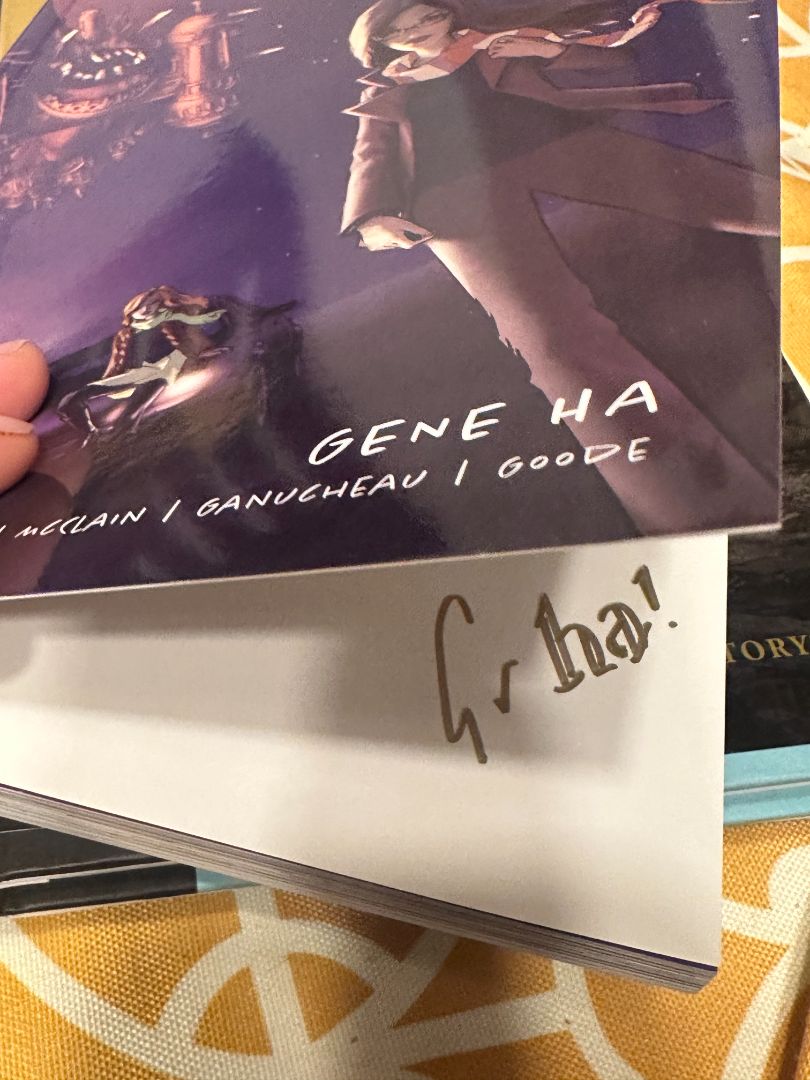 GENE HA
MCCLAIN / GANUCHEAU / GOODE
ha!
TORY